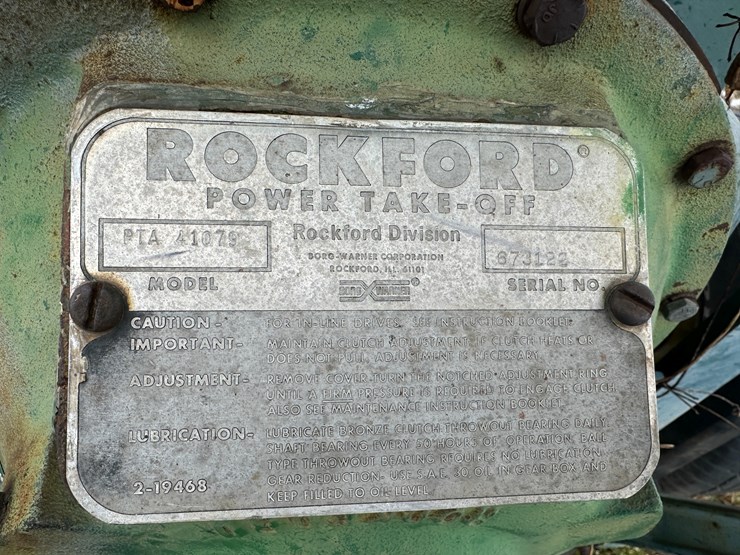 ROCKFORD®
POWER TAKE-OFF
PTA 41079 Rockford Division 673122
BORG-WARNER CORPORATION
ROCKFORD, ILL. 61101
MODEL ® SERIAL NO.
CAUTION - FOR IN-LINE DRIVES, SEE INSTRUCTION BOOKLET
IMPORTANT- MAINTAIN CLUTCH ADJUSTMENT. IF CLUTCH HEATS OR
DOES NOT PULL, ADJUSTMENT IS NECESSARY.
ADJUSTMENT- REMOVE COVER. TURN THE NOTCHED ADJUSTMENT RING
UNTIL A FIRM PRESSURE IS REQUIRED TO ENGAGE CLUTCH.
ALSO SEE MAINTENANCE INSTRUCTION BOOKLET.
LUBRICATION- LUBRICATE BRONZE CLUTCH THROWOUT BEARING DAILY.
SHAFT BEARING EVERY 50 HOURS OF OPERATION. BALL
TYPE THROWOUT BEARING REQUIRES NO LUBRICATION.
GEAR REDUCTION- USE S.A.E. 30 OIL IN GEAR BOX AND
2-19468 KEEP FILLED TO OIL LEVEL